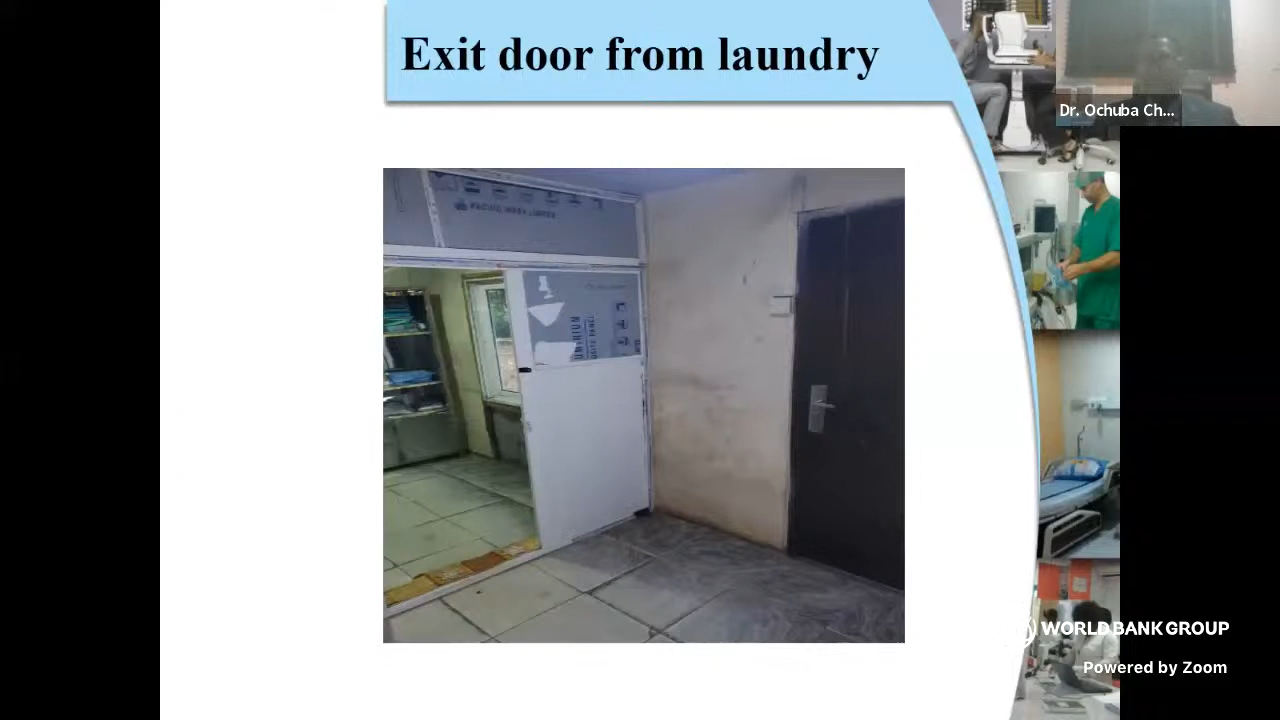 Exit door from laundry
Dr. Ochuba Ch...
WORLD BANK GROUP
Powered by Zoom